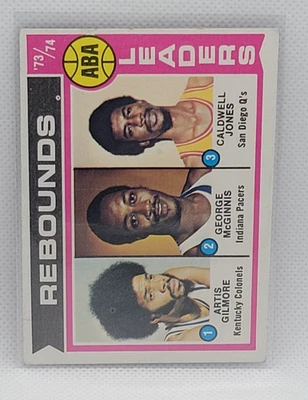 '73/74
ABA
LEADERS
REBOUNDS
1
ARTIS
GILMORE
Kentucky Colonels
2
GEORGE
McGINNIS
Indiana Pacers
3
CALDWELL
JONES
San Diego Q's